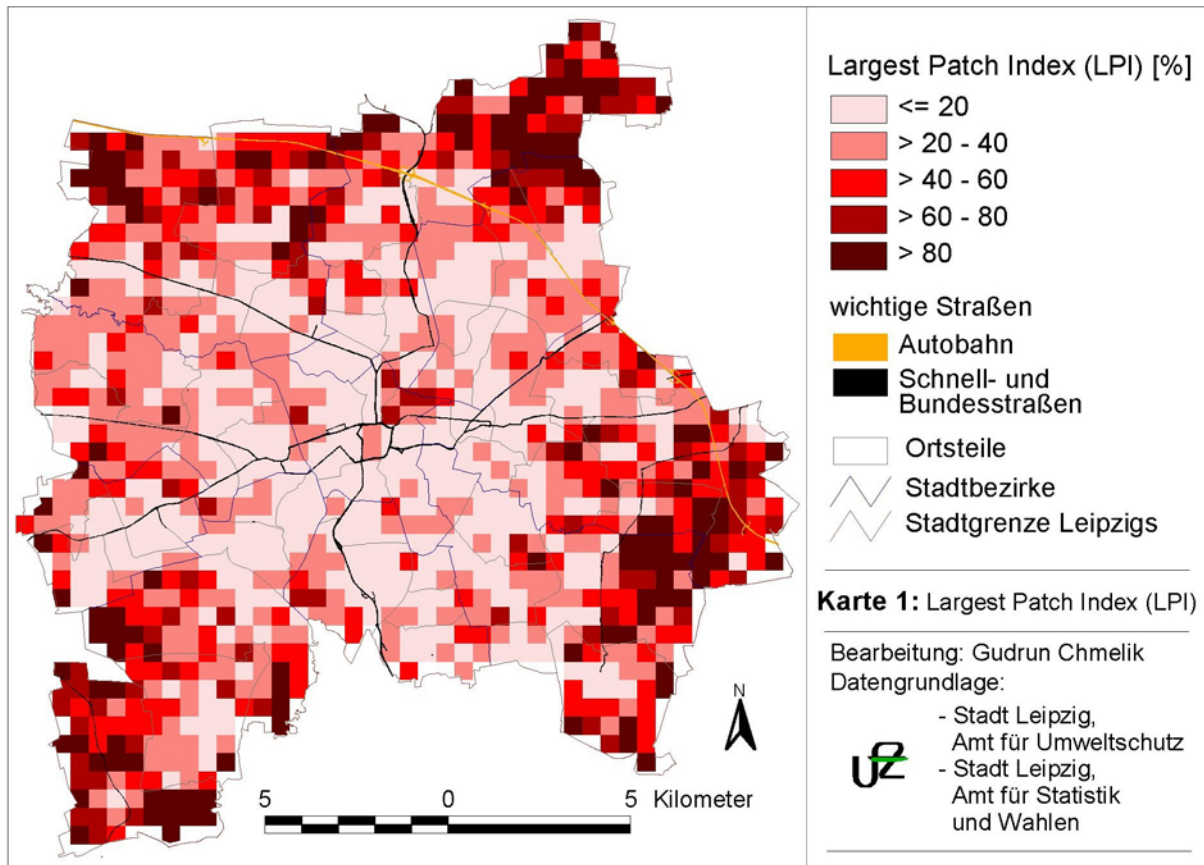 Largest Patch Index (LPI) [%]
<= 20
> 20 - 40
> 40 - 60
> 60 - 80
> 80
wichtige Straßen
Autobahn
Schnell- und
Bundesstraßen
Ortsteile
Stadtbezirke
Stadtgrenze Leipzigs
Karte 1: Largest Patch Index (LPI)
Bearbeitung: Gudrun Chmelik
Datengrundlage:
- Stadt Leipzig,
Amt für Umweltschutz
- Stadt Leipzig,
Amt für Statistik
und Wahlen
UFZ
N
5 0 5 Kilometer